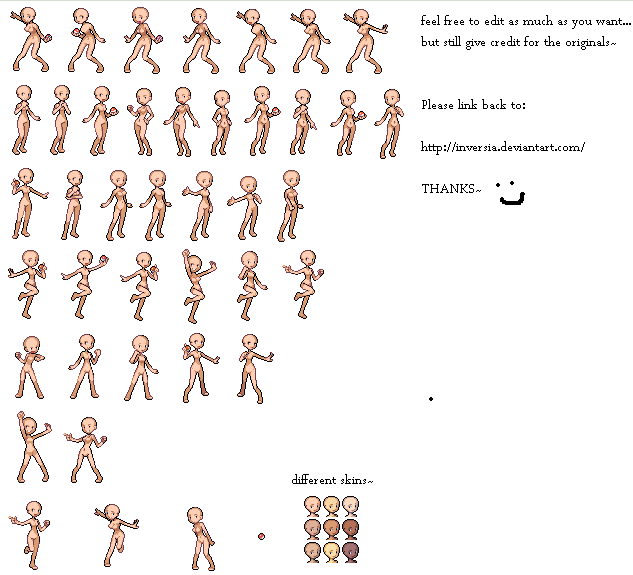 feel free to edit as much as you want...
but still give credit for the originals~
Please link back to:
http://inversia.deviantart.com/
THANKS~
different skins~